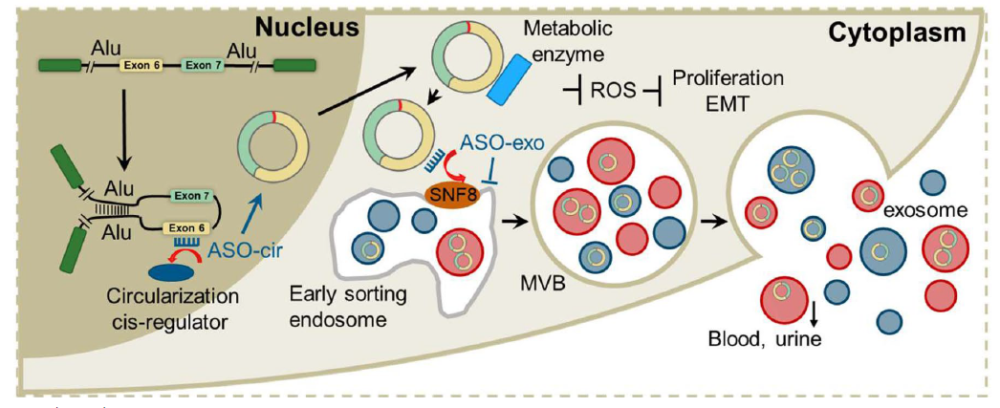 Nucleus
Cytoplasm
Alu
Alu
Exon 6
Exon 7
Metabolic
enzyme
ROS
Proliferation
EMT
ASO-exo
SNF8
Alu
Alu
Exon 7
Exon 6
ASO-cir
Circularization
cis-regulator
Early sorting
endosome
MVB
exosome
Blood, urine